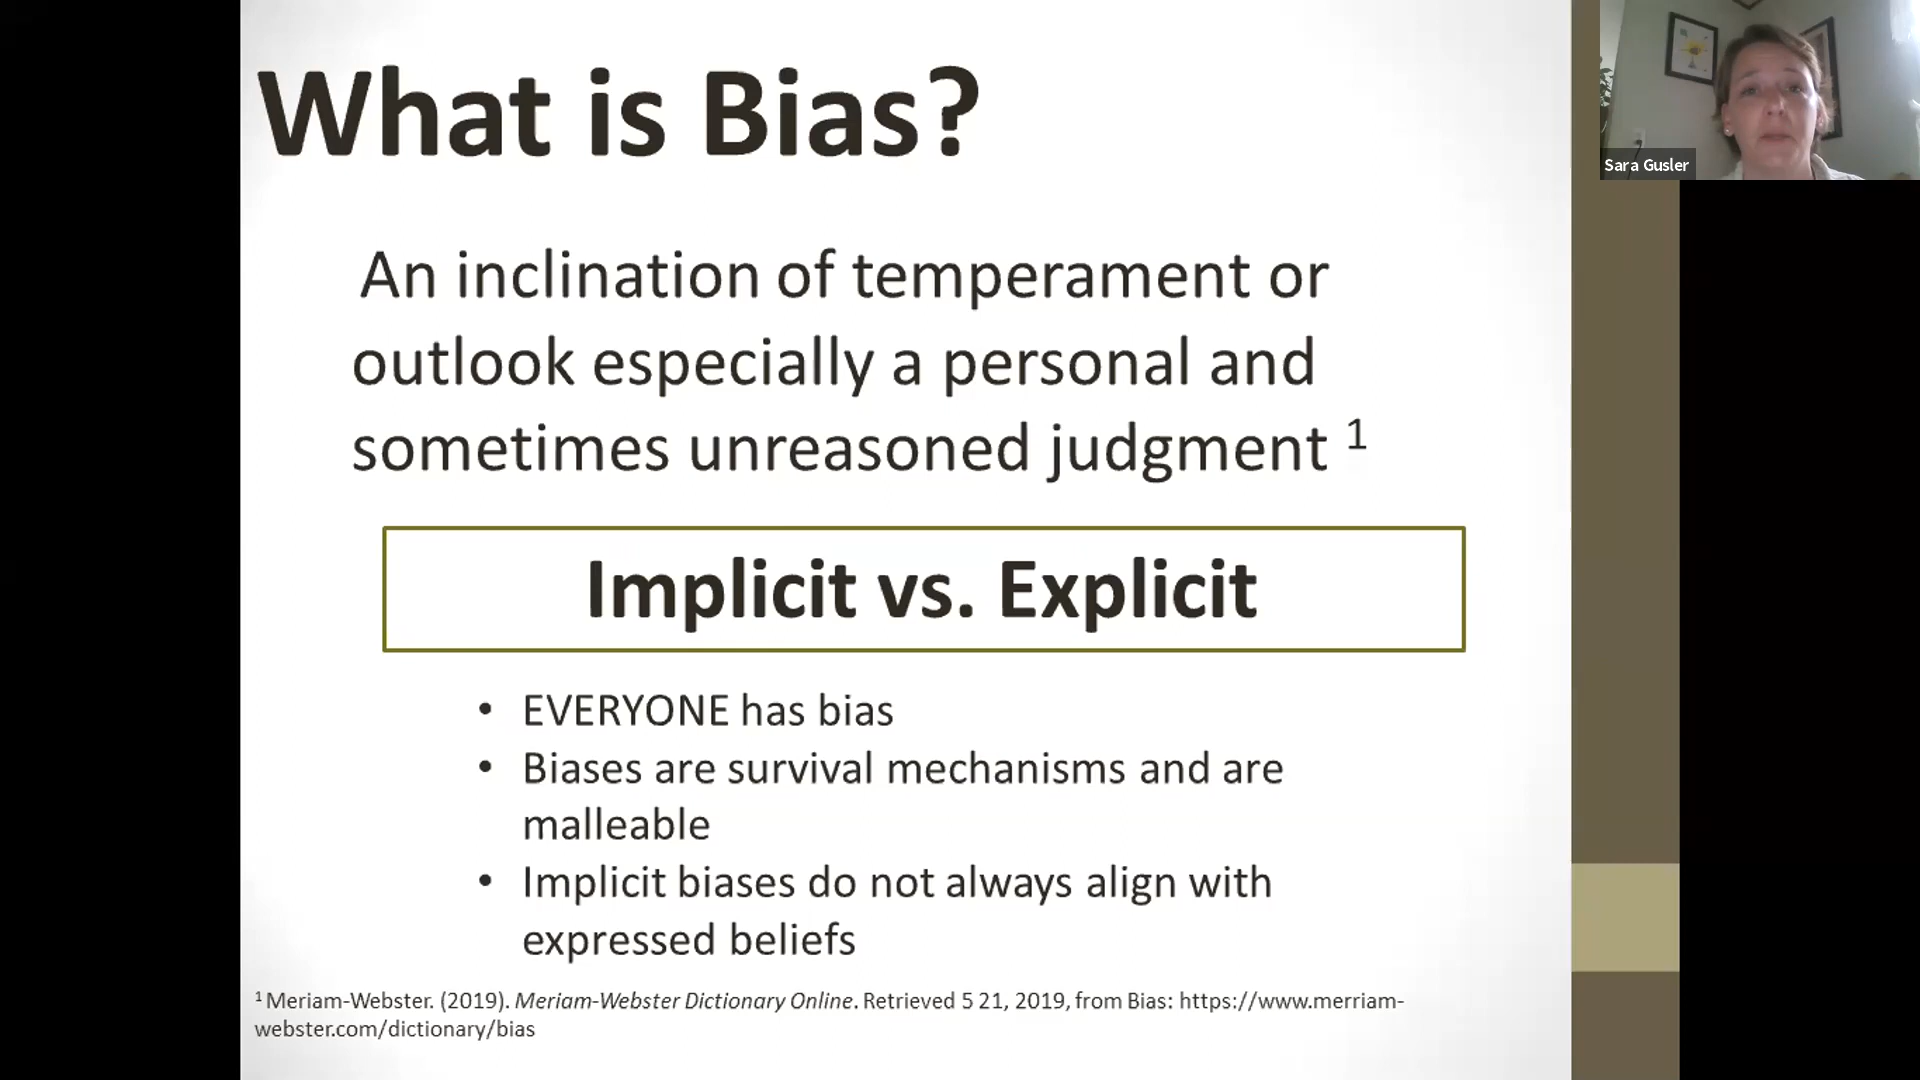 What is Bias?
Sara Gusler
An inclination of temperament or
outlook especially a personal and
sometimes unreasoned judgment 1
Implicit vs. Explicit
• EVERYONE has bias
• Biases are survival mechanisms and are
malleable
• Implicit biases do not always align with
expressed beliefs
1 Meriam-Webster. (2019). Meriam-Webster Dictionary Online. Retrieved 5 21, 2019, from Bias: https://www.merriam-
webster.com/dictionary/bias